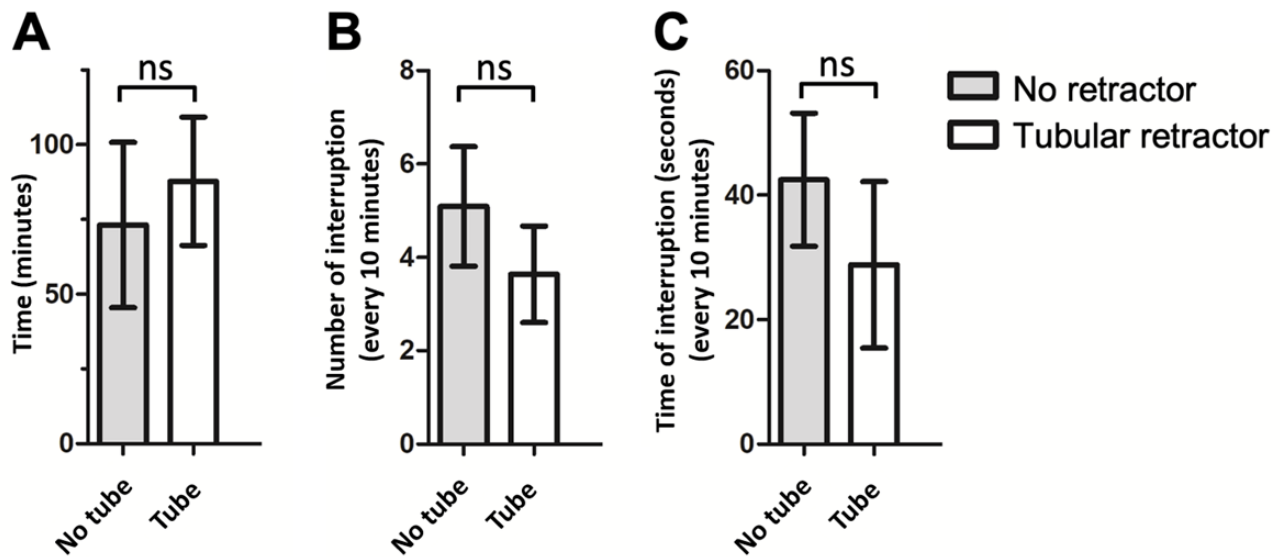 A
ns
Time (minutes)
100
50
0
No tube
Tube
B
ns
Number of interruption
(every 10 minutes)
8
6
4
2
0
No tube
Tube
C
ns
Time of interruption (seconds)
(every 10 minutes)
60
40
20
0
No tube
Tube
No retractor
Tubular retractor